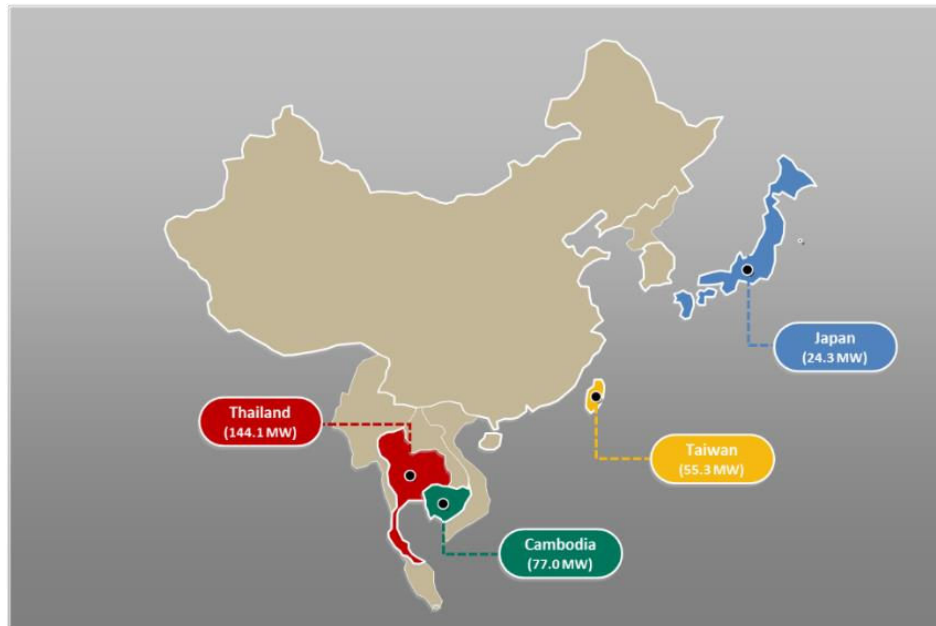 Japan
(24.3 MW)
Thailand
(144.1 MW)
Taiwan
(55.3 MW)
Cambodia
(77.0 MW)